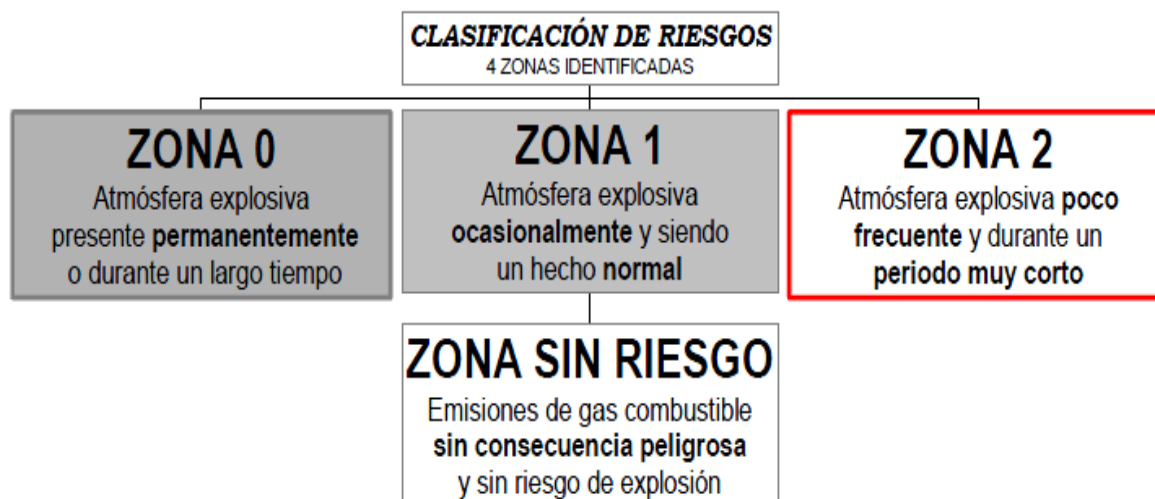 CLASIFICACIÓN DE RIESGOS
4 ZONAS IDENTIFICADAS
ZONA 0
Atmósfera explosiva
presente permanentemente
o durante un largo tiempo
ZONA 1
Atmósfera explosiva
ocasionalmente y siendo
un hecho normal
ZONA 2
Atmósfera explosiva poco
frecuente y durante un
periodo muy corto
ZONA SIN RIESGO
Emisiones de gas combustible
sin consecuencia peligrosa
y sin riesgo de explosión